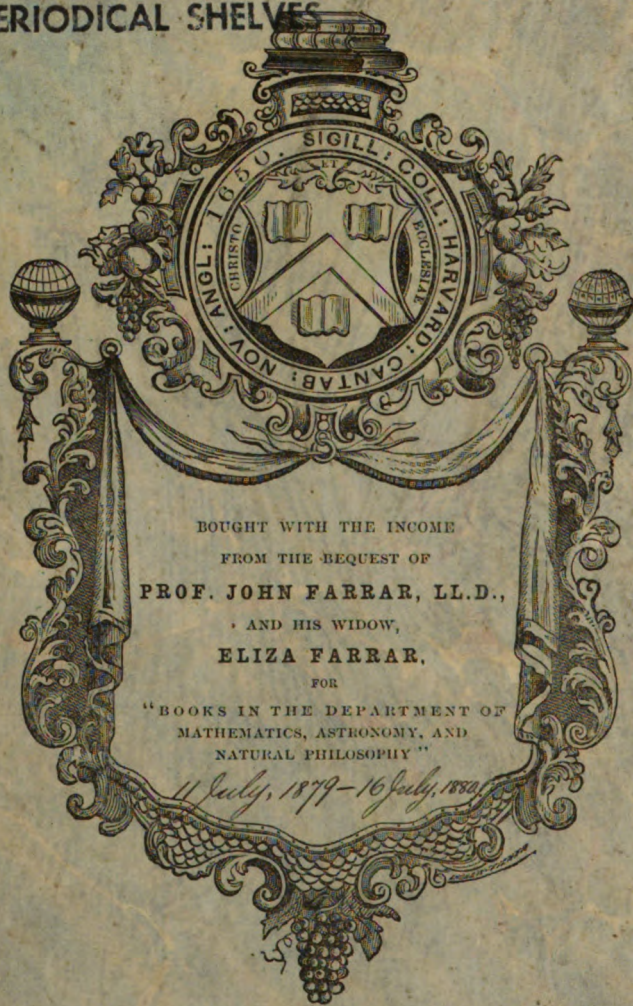 ERIODICAL SHELVES
SIGILL: COLL: HARVARD: CANTAB: NOV: ANGL: 1650.
CHRISTO
ET
ECCLESIAE
BOUGHT WITH THE INCOME
FROM THE BEQUEST OF
PROF. JOHN FARRAR, LL.D.,
AND HIS WIDOW,
ELIZA FARRAR,
FOR
"BOOKS IN THE DEPARTMENT OF
MATHEMATICS, ASTRONOMY, AND
NATURAL PHILOSOPHY"
11 July, 1879–16 July, 1880